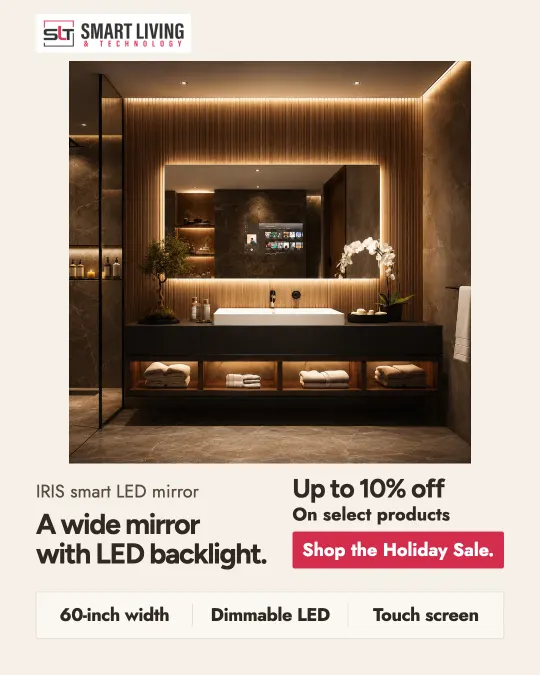 SLT SMART LIVING
& TECHNOLOGY
IRIS smart LED mirror
A wide mirror
with LED backlight.
Up to 10% off
On select products
Shop the Holiday Sale.
60-inch width
Dimmable LED
Touch screen